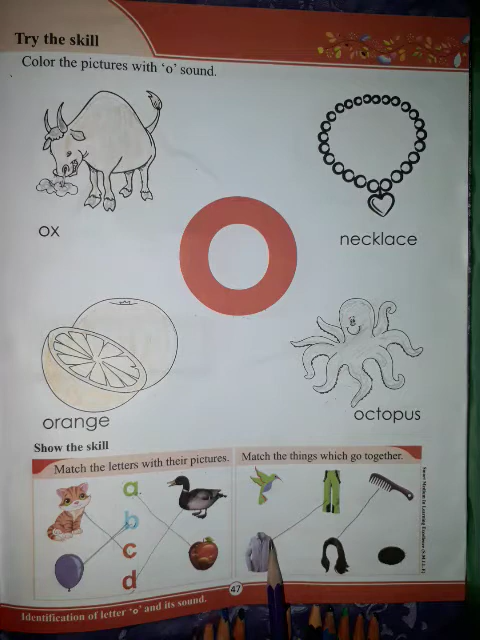 Try the skill
Color the pictures with 'o' sound.
ox
necklace
o
orange
octopus
Show the skill
Match the letters with their pictures.
Match the things which go together.
a
b
c
d
47
Identification of letter 'o' and its sound.